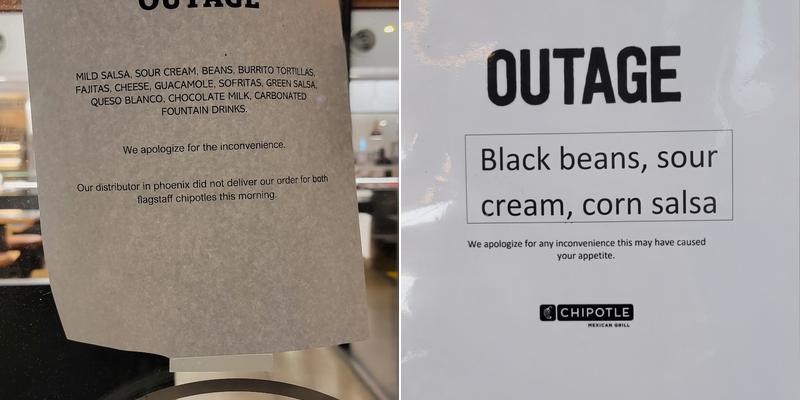 OUTAGE
MILD SALSA, SOUR CREAM, BEANS, BURRITO TORTILLAS,
FAJITAS, CHEESE, GUACAMOLE, SOFRITAS, GREEN SALSA,
QUESO BLANCO, CHOCOLATE MILK, CARBONATED
FOUNTAIN DRINKS.
We apologize for the inconvenience.
Our distributor in phoenix did not deliver our order for both
flagstaff chipotles this morning.
OUTAGE
Black beans, sour
cream, corn salsa
We apologize for any inconvenience this may have caused
your appetite.
CHIPOTLE
MEXICAN GRILL